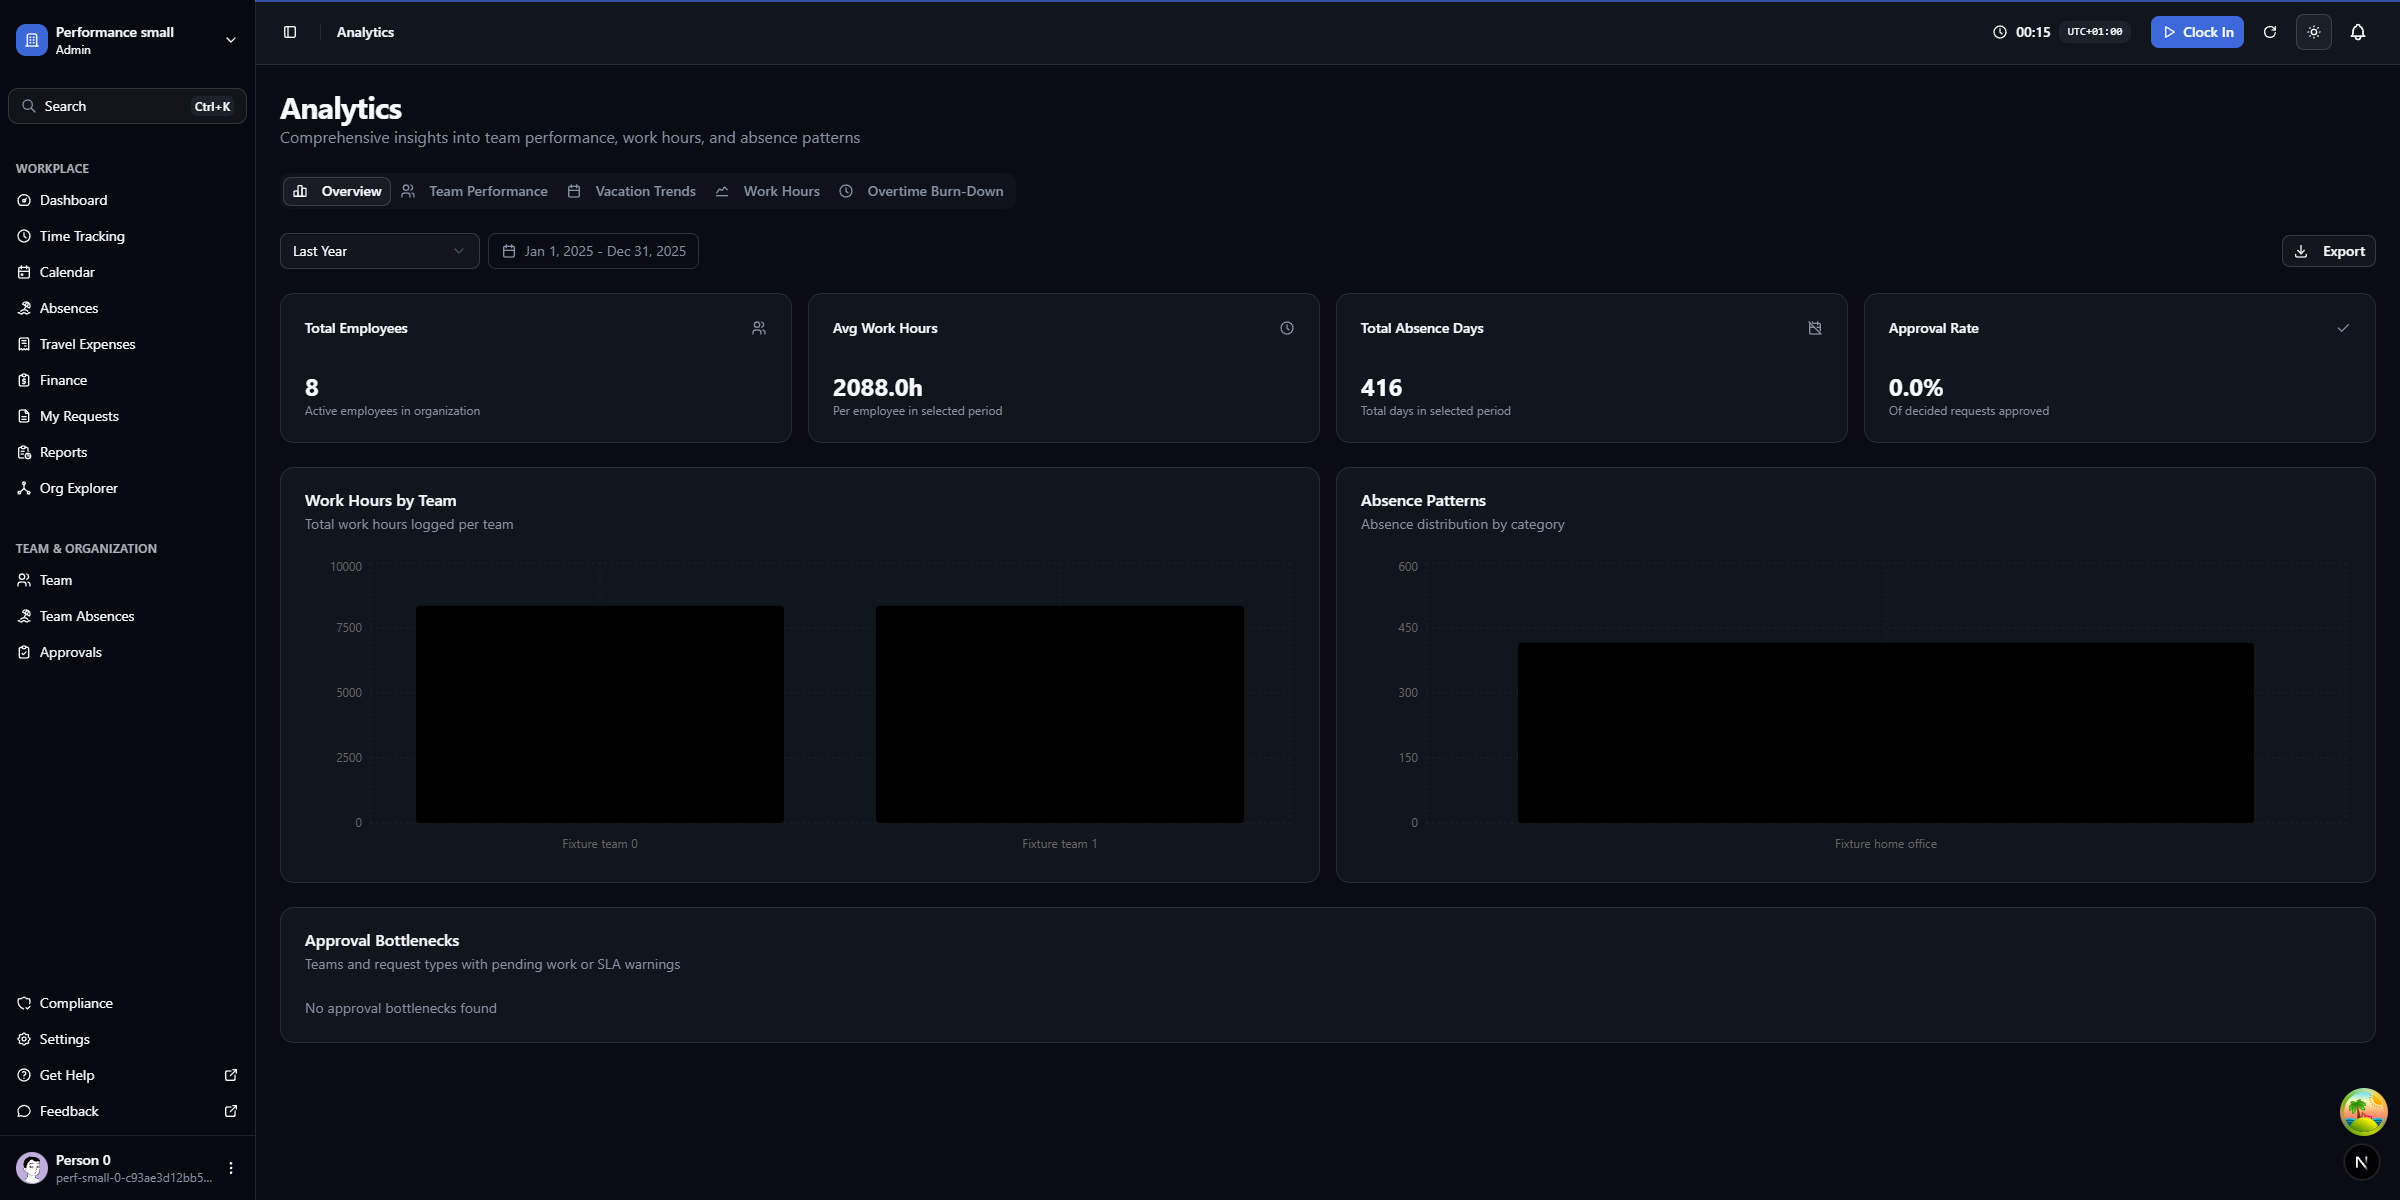 Performance small
Admin
Search
Ctrl+K
WORKPLACE
Dashboard
Time Tracking
Calendar
Absences
Travel Expenses
Finance
My Requests
Reports
Org Explorer
TEAM & ORGANIZATION
Team
Team Absences
Approvals
Compliance
Settings
Get Help
Feedback
Person 0
perf-small-0-c93ae3d12bb5...
Analytics
00:15
UTC+01:00
Clock In
Analytics
Comprehensive insights into team performance, work hours, and absence patterns
Overview
Team Performance
Vacation Trends
Work Hours
Overtime Burn-Down
Last Year
Jan 1, 2025 - Dec 31, 2025
Export
Total Employees
8
Active employees in organization
Avg Work Hours
2088.0h
Per employee in selected period
Total Absence Days
416
Total days in selected period
Approval Rate
0.0%
Of decided requests approved
Work Hours by Team
Total work hours logged per team
10000
7500
5000
2500
0
Fixture team 0
Fixture team 1
Absence Patterns
Absence distribution by category
600
450
300
150
0
Fixture home office
Approval Bottlenecks
Teams and request types with pending work or SLA warnings
No approval bottlenecks found
N